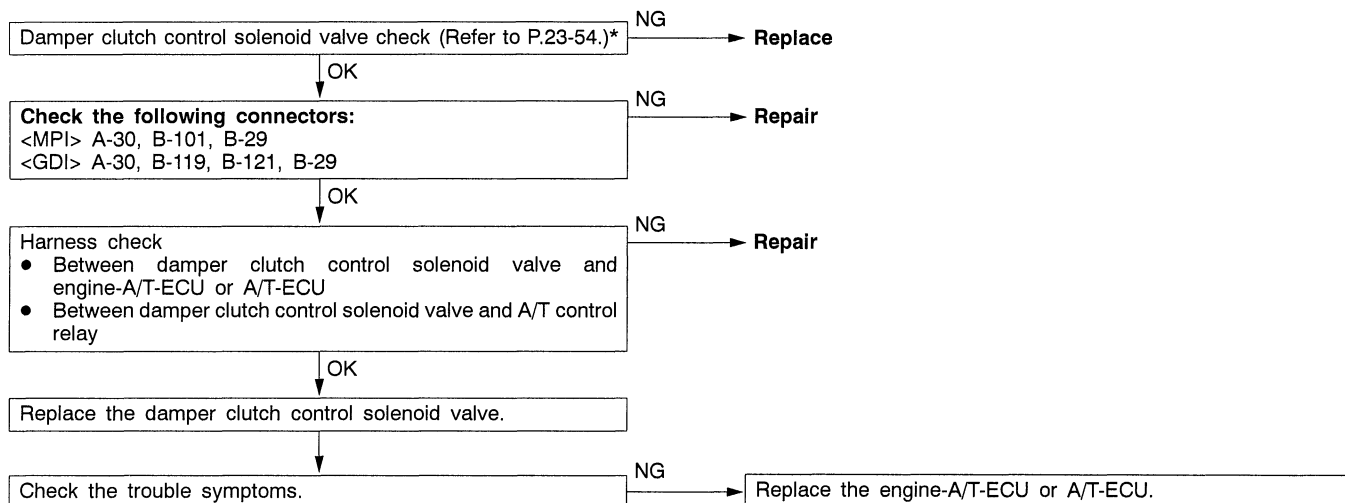 Damper clutch control solenoid valve check (Refer to P.23-54.)*
NG
Replace
OK
Check the following connectors:
<MPI> A-30, B-101, B-29
<GDI> A-30, B-119, B-121, B-29
NG
Repair
OK
Harness check
● Between damper clutch control solenoid valve and
engine-A/T-ECU or A/T-ECU
● Between damper clutch control solenoid valve and A/T control
relay
NG
Repair
OK
Replace the damper clutch control solenoid valve.
Check the trouble symptoms.
NG
Replace the engine-A/T-ECU or A/T-ECU.